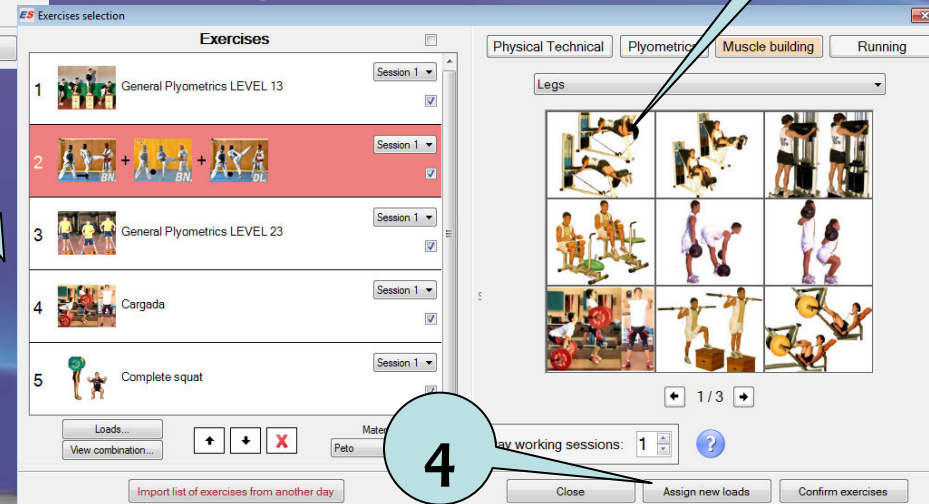 ES Exercises selection
Exercises
1 General Plyometrics LEVEL 13 Session 1
2 + + Session 1
BN. BN. DL.
3 General Plyometrics LEVEL 23 Session 1
4 Cargada Session 1
5 Complete squat Session 1
Loads...
View combination...
X
Peto
Import list of exercises from another day
Physical Technical Plyometrics Muscle building Running
Legs
1 / 3
working sessions: 1 ?
4
Close Assign new loads Confirm exercises